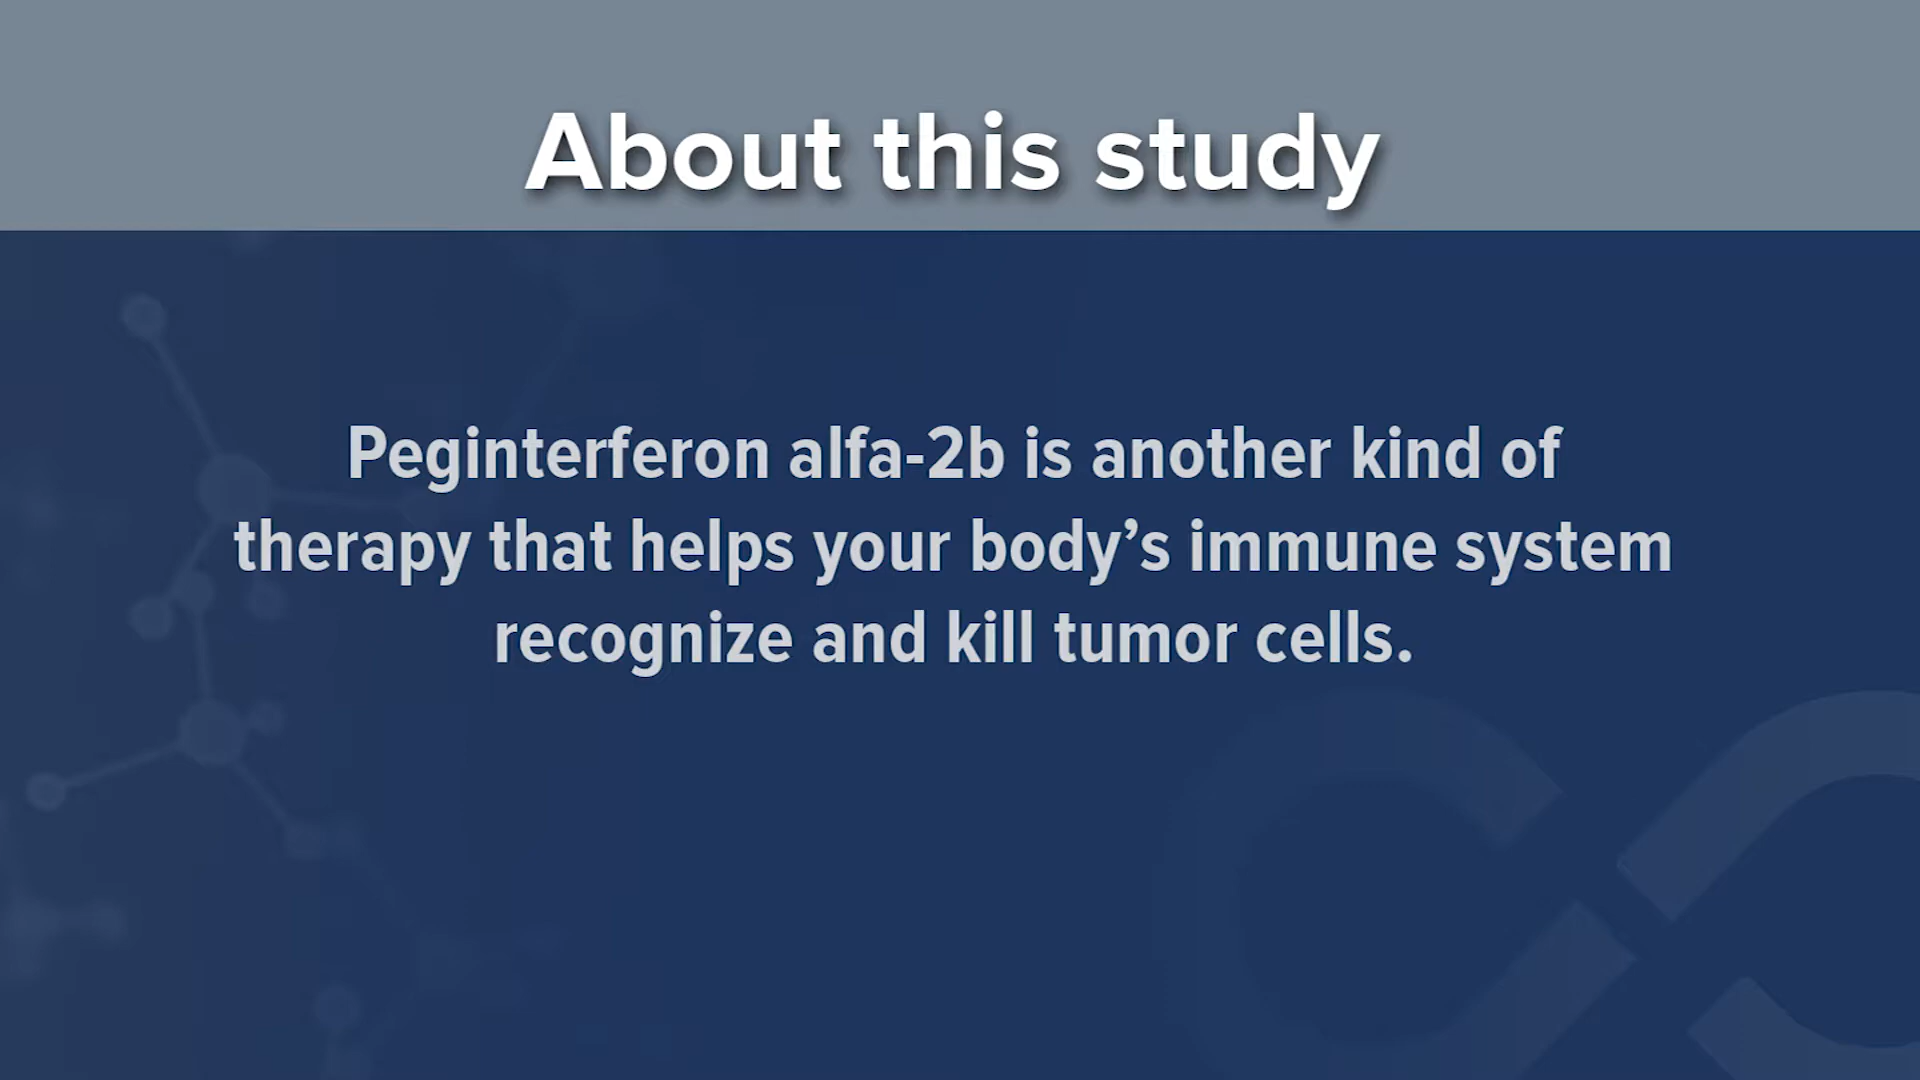 About this study
Peginterferon alfa-2b is another kind of
therapy that helps your body’s immune system
recognize and kill tumor cells.